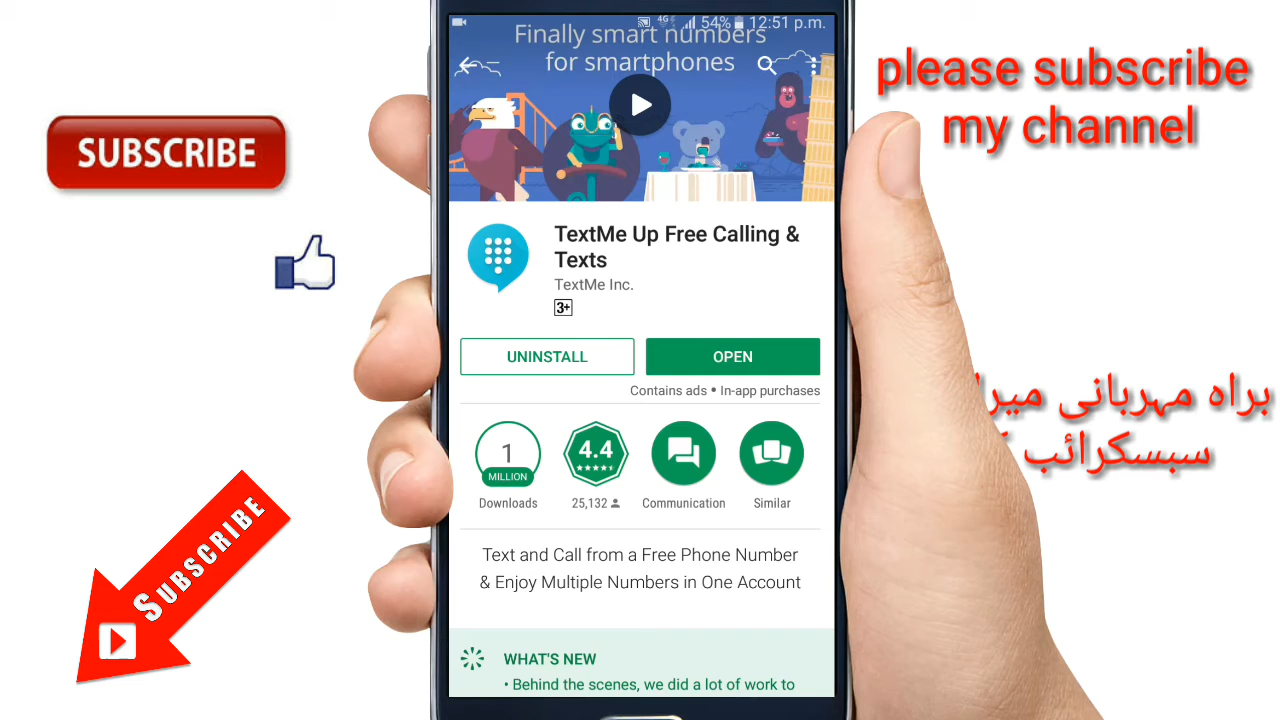 4G 54% 12:51 p.m.
Finally smart numbers
for smartphones
please subscribe
my channel
SUBSCRIBE
TextMe Up Free Calling &
Texts
TextMe Inc.
3+
UNINSTALL
OPEN
Contains ads • In-app purchases
براہ مہربانی میرا
سبسکرائب
1
MILLION
4.4
Downloads
25,132
Communication
Similar
SUBSCRIBE
Text and Call from a Free Phone Number
& Enjoy Multiple Numbers in One Account
WHAT'S NEW
• Behind the scenes, we did a lot of work to